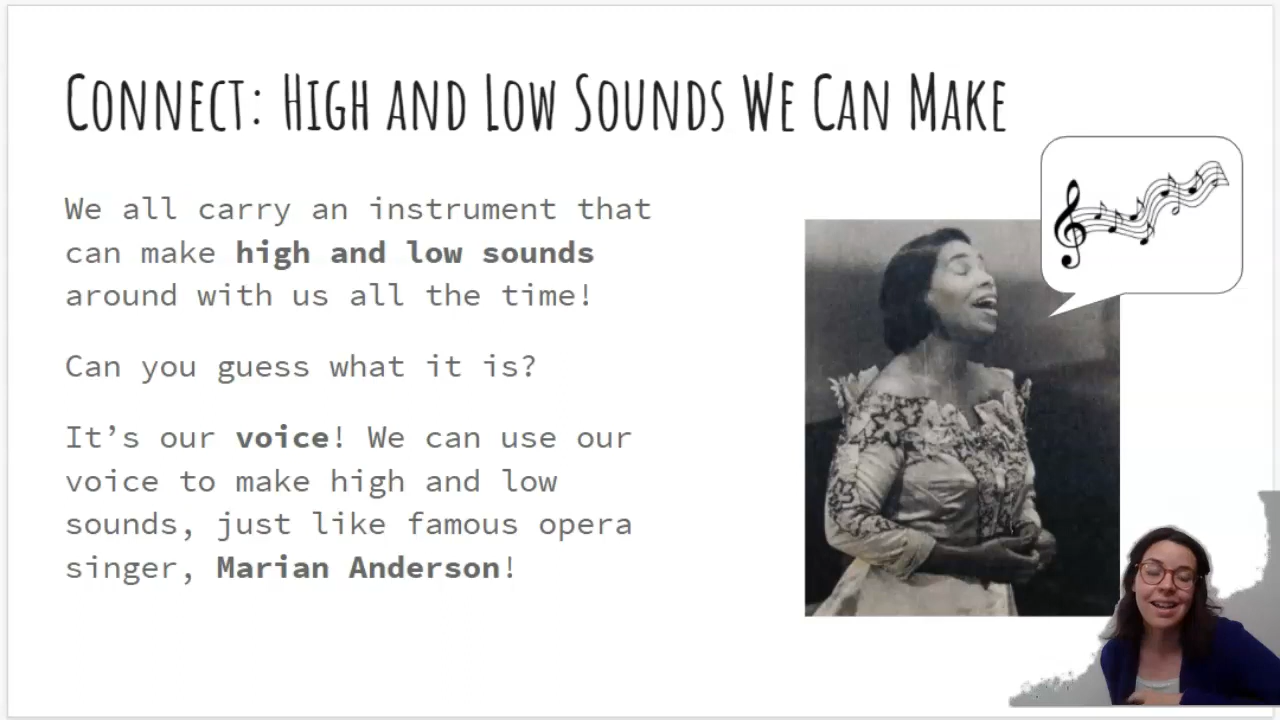 Connect: High and Low Sounds We Can Make
We all carry an instrument that
can make high and low sounds
around with us all the time!
Can you guess what it is?
It’s our voice! We can use our
voice to make high and low
sounds, just like famous opera
singer, Marian Anderson!